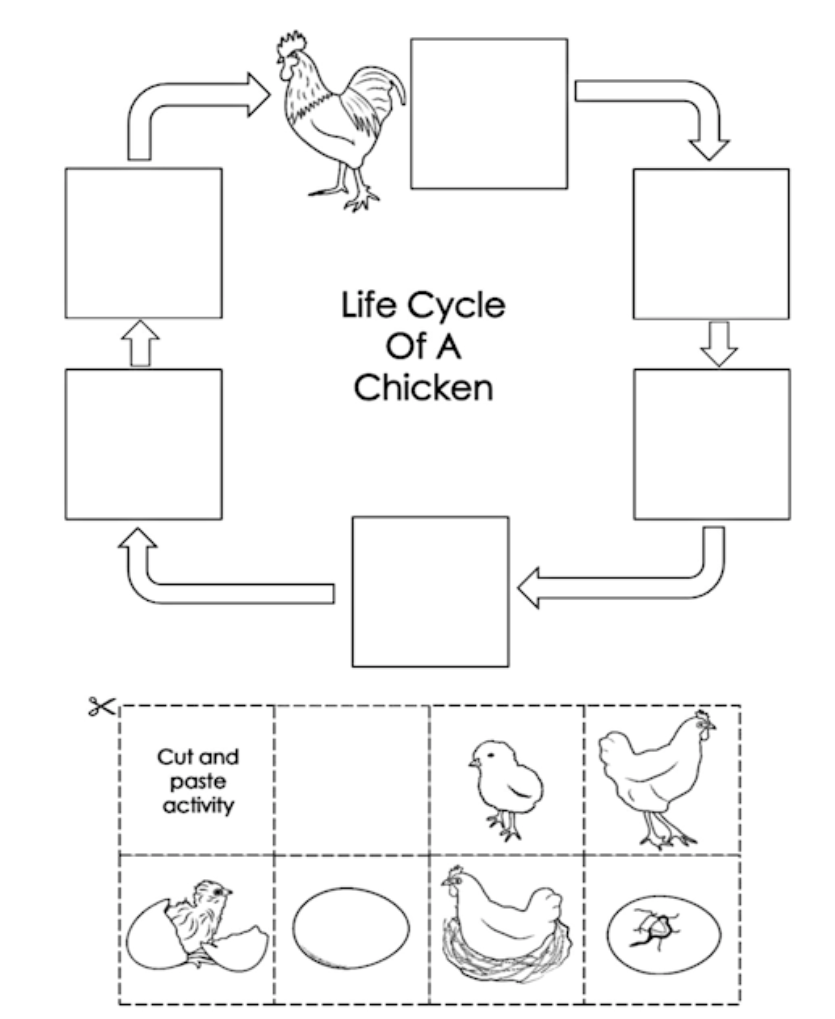 Life Cycle
Of A
Chicken
Cut and
paste
activity